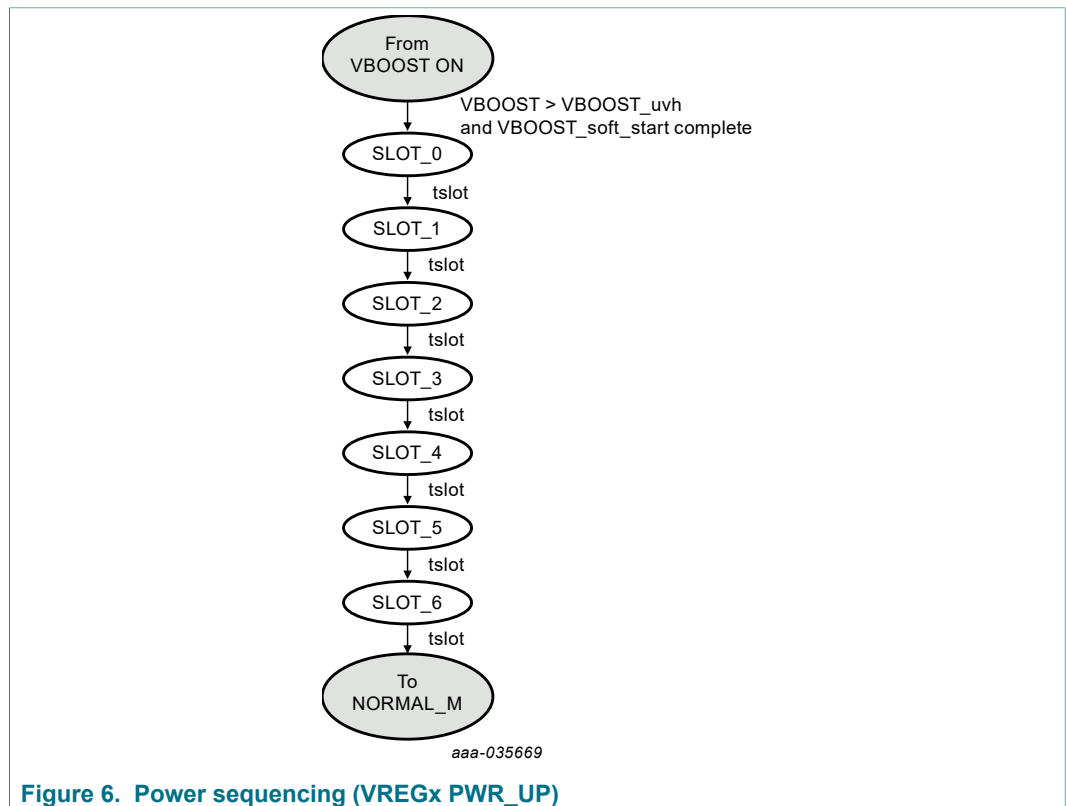 From
VBOOST ON
VBOOST > VBOOST_uvh
and VBOOST_soft_start complete
SLOT_0
tslot
SLOT_1
tslot
SLOT_2
tslot
SLOT_3
tslot
SLOT_4
tslot
SLOT_5
tslot
SLOT_6
tslot
To
NORMAL_M
aaa-035669
Figure 6. Power sequencing (VREGx PWR_UP)